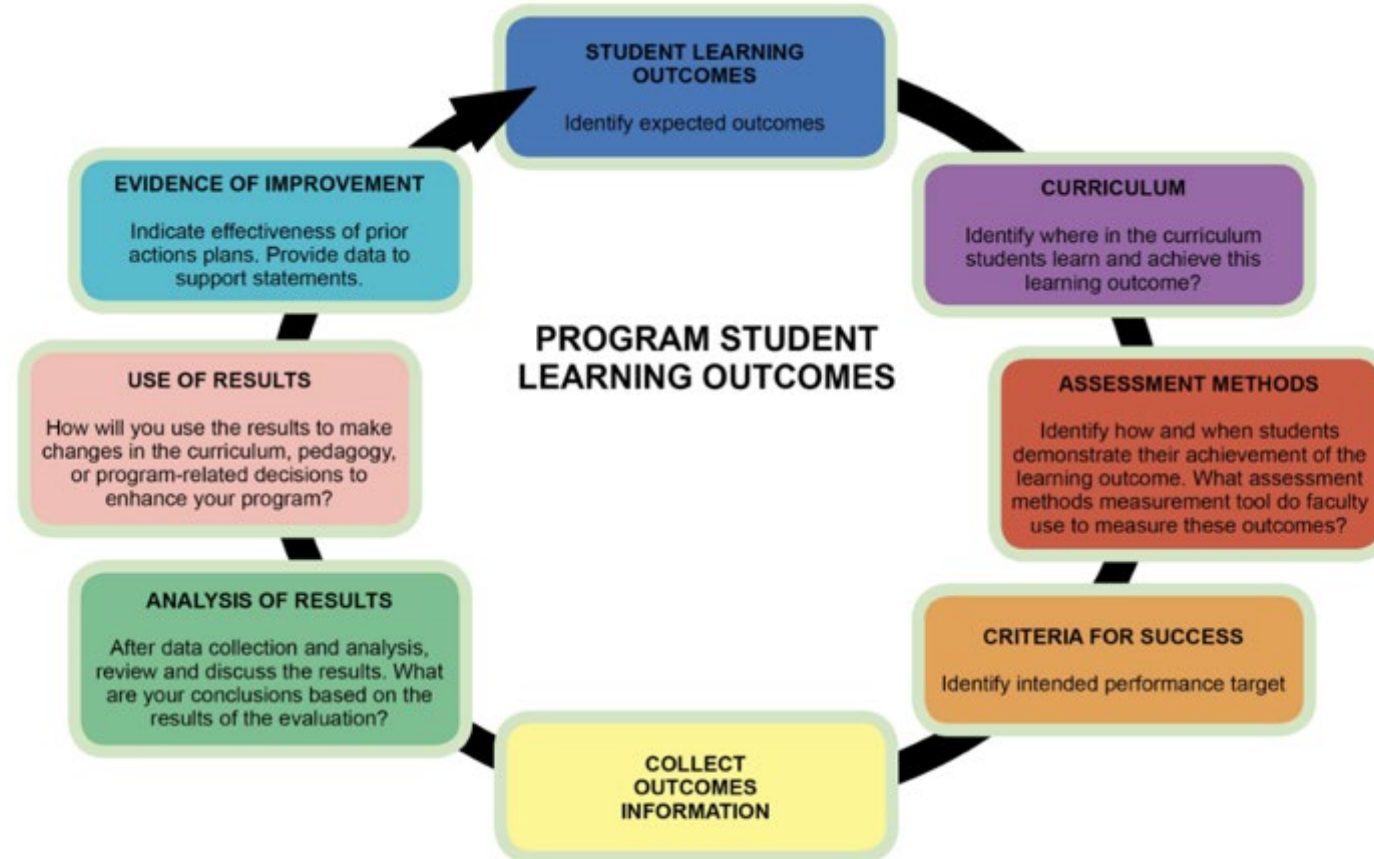 STUDENT LEARNING
OUTCOMES
Identify expected outcomes
CURRICULUM
Identify where in the curriculum
students learn and achieve this
learning outcome?
ASSESSMENT METHODS
Identify how and when students
demonstrate their achievement of the
learning outcome. What assessment
methods measurement tool do faculty
use to measure these outcomes?
CRITERIA FOR SUCCESS
Identify intended performance target
COLLECT
OUTCOMES
INFORMATION
ANALYSIS OF RESULTS
After data collection and analysis,
review and discuss the results. What
are your conclusions based on the
results of the evaluation?
USE OF RESULTS
How will you use the results to make
changes in the curriculum, pedagogy,
or program-related decisions to
enhance your program?
EVIDENCE OF IMPROVEMENT
Indicate effectiveness of prior
actions plans. Provide data to
support statements.
PROGRAM STUDENT
LEARNING OUTCOMES